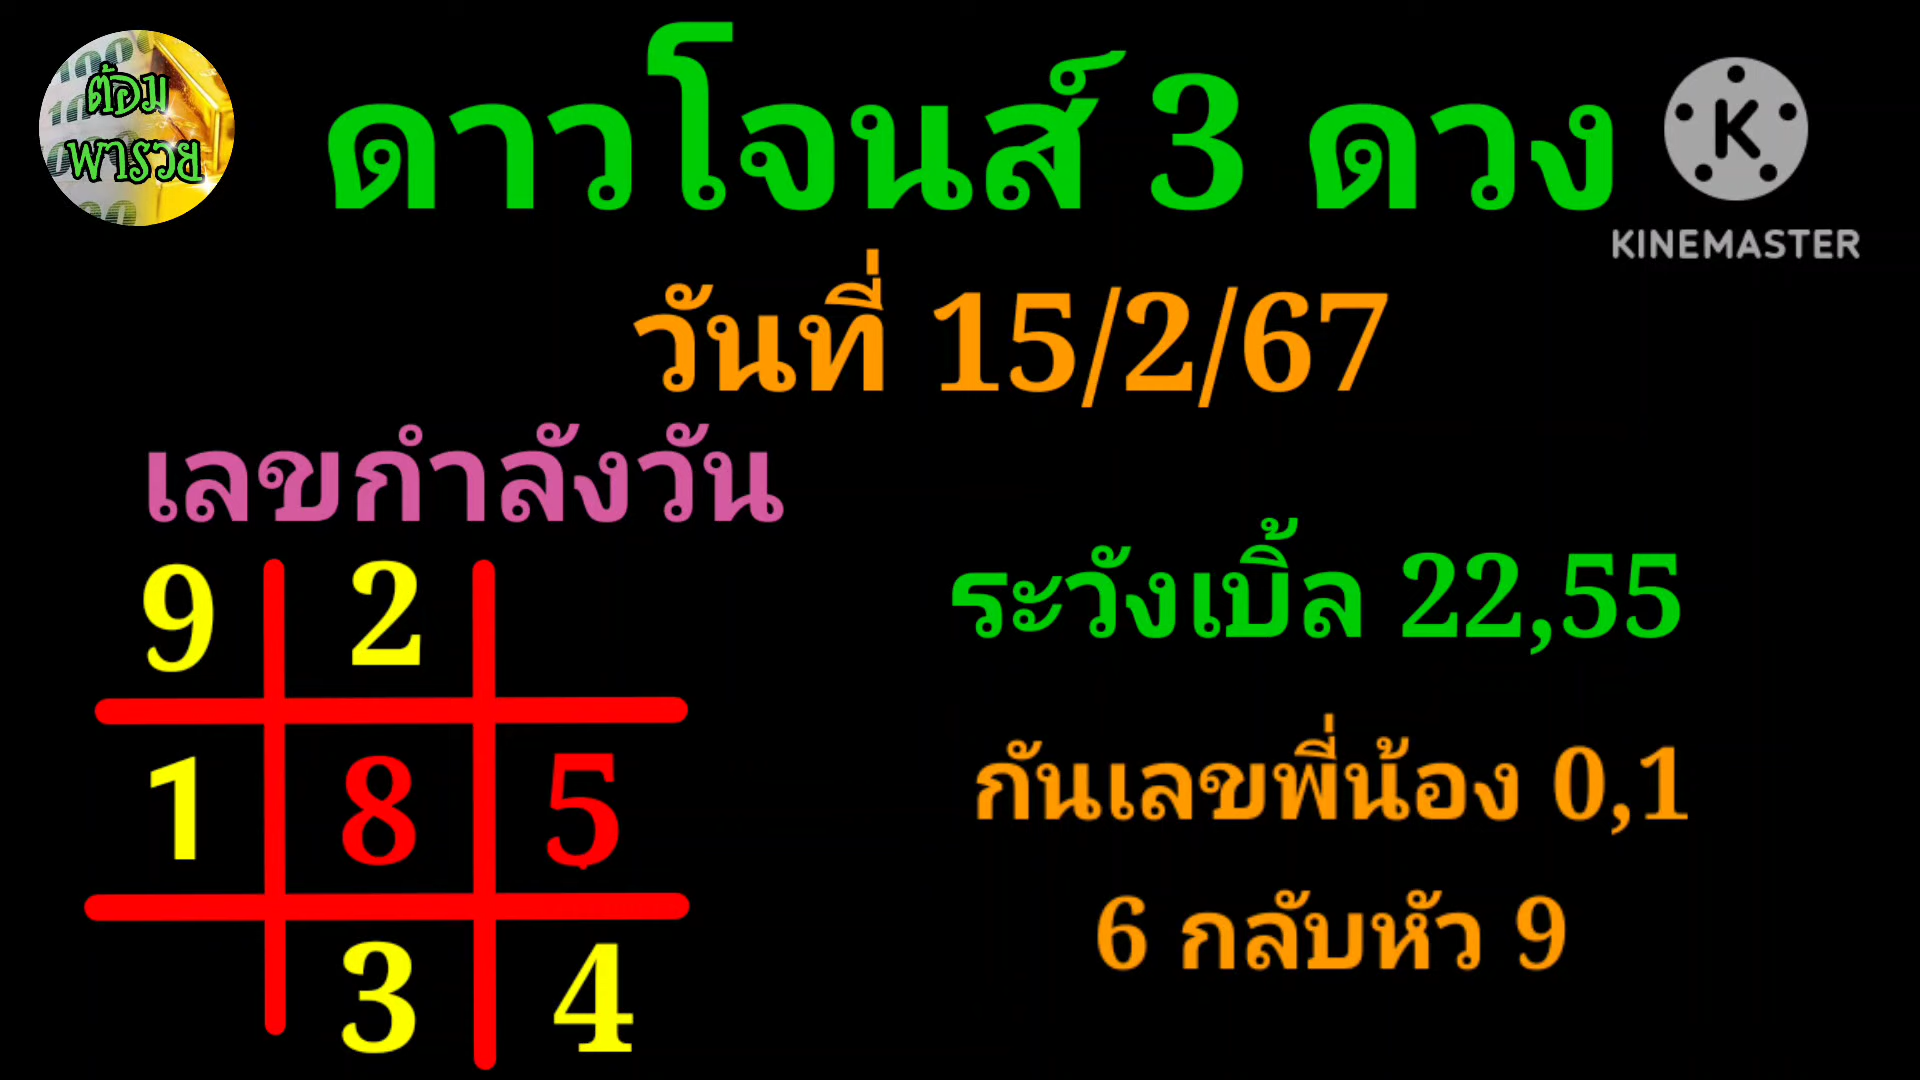 ต้อม
พารวย
ดาวโจนส์ 3 ดวง
KINEMASTER
วันที่ 15/2/67
เลขกำลังวัน
9 2
1 8 5
3 4
ระวังเบิ้ล 22,55
กันเลขพี่น้อง 0,1
6 กลับหัว 9